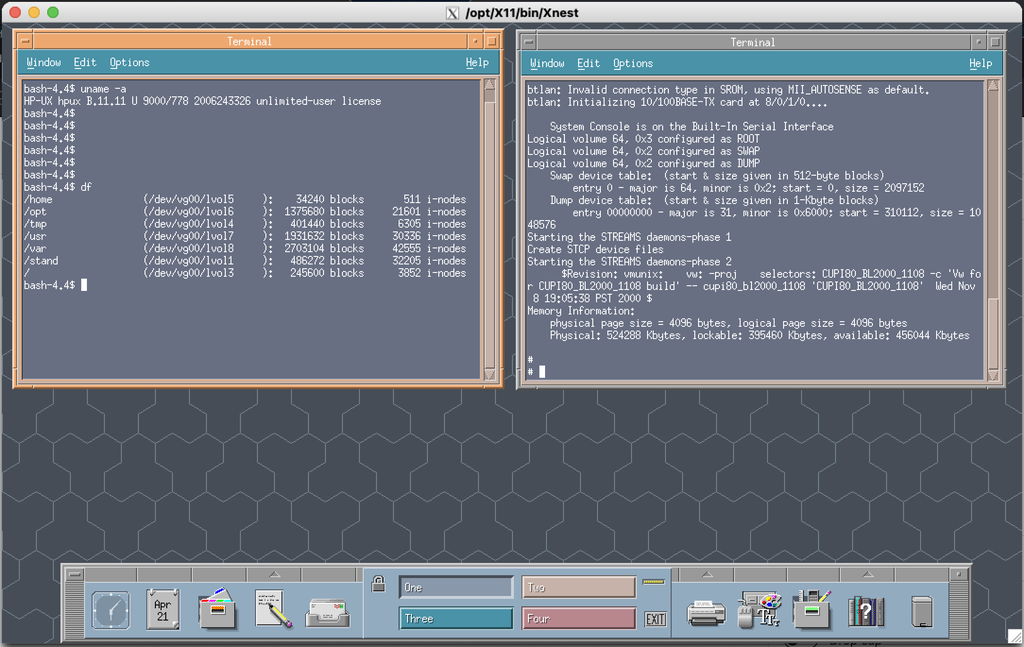 /opt/X11/bin/Xnest
Terminal
Window Edit Options Help
bash-4.4$ uname -a
HP-UX hpux B.11.11 U 9000/778 2006243326 unlimited-user license
bash-4.4$
bash-4.4$
bash-4.4$
bash-4.4$
bash-4.4$
bash-4.4$
bash-4.4$ df
/home (/dev/vg00/lvol5 ): 34240 blocks 511 i-nodes
/opt (/dev/vg00/lvol6 ): 1375680 blocks 21601 i-nodes
/tmp (/dev/vg00/lvol4 ): 401440 blocks 6305 i-nodes
/usr (/dev/vg00/lvol7 ): 1931632 blocks 30336 i-nodes
/var (/dev/vg00/lvol8 ): 2703104 blocks 42555 i-nodes
/stand (/dev/vg00/lvol1 ): 486272 blocks 32205 i-nodes
/ (/dev/vg00/lvol3 ): 245600 blocks 3852 i-nodes
bash-4.4$
Terminal
Window Edit Options Help
btlan: Invalid connection type in SROM, using MII_AUTOSENSE as default.
btlan: Initializing 10/100BASE-TX card at 8/0/1/0....
System Console is on the Built-In Serial Interface
Logical volume 64, 0x3 configured as ROOT
Logical volume 64, 0x2 configured as SWAP
Logical volume 64, 0x2 configured as DUMP
Swap device table: (start & size given in 512-byte blocks)
entry 0 - major is 64, minor is 0x2; start = 0, size = 2097152
Dump device table: (start & size given in 1-Kbyte blocks)
entry 00000000 - major is 31, minor is 0x6000; start = 310112, size = 10
48576
Starting the STREAMS daemons-phase 1
Create STCP device files
Starting the STREAMS daemons-phase 2
$Revision: vmunix: vw: -proj selectors: CUPI80_BL2000_1108 -c 'Vw fo
r CUPI80_BL2000_1108 build' -- cupi80_bl2000_1108 'CUPI80_BL2000_1108' Wed Nov
8 19:05:38 PST 2000 $
Memory Information:
physical page size = 4096 bytes, logical page size = 4096 bytes
Physical: 524288 Kbytes, lockable: 395460 Kbytes, available: 456044 Kbytes
#
#
Apr
21
One
Two
Three
Four
EXIT